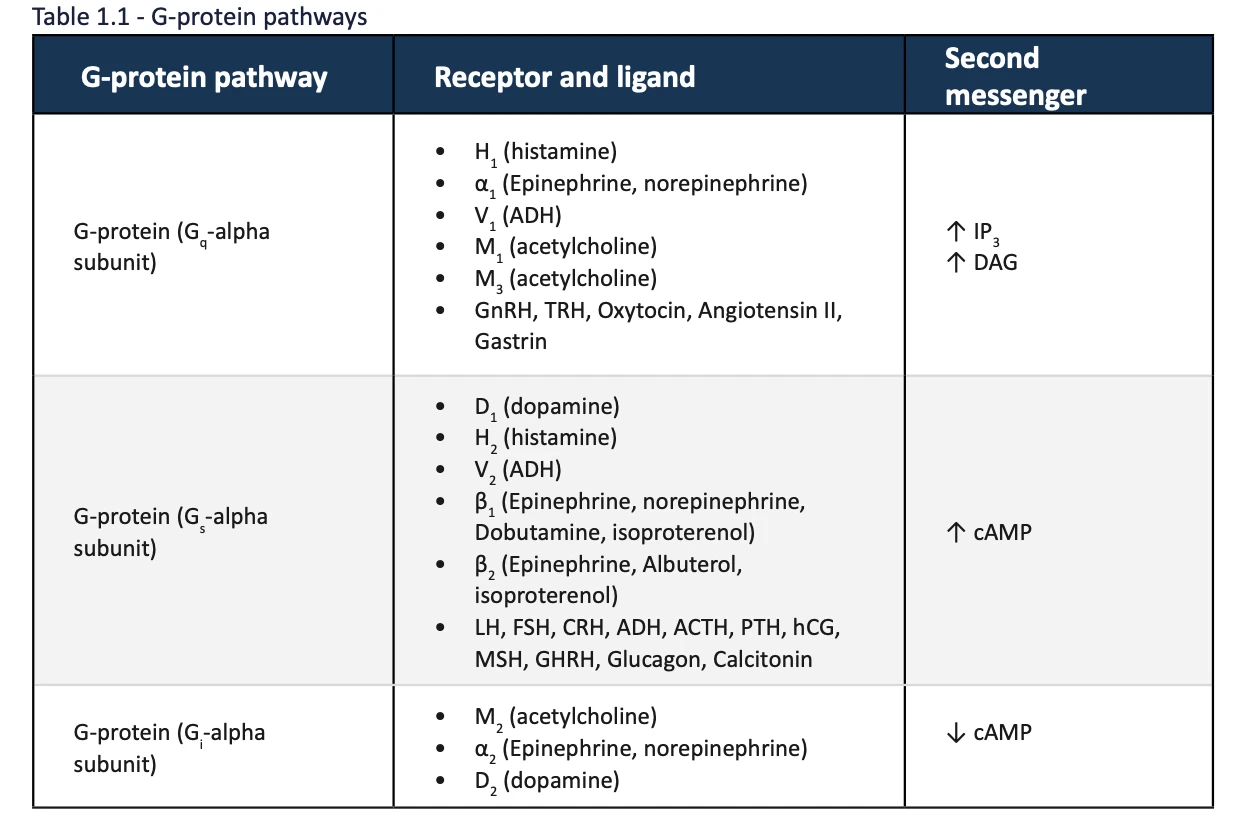 Table 1.1 - G-protein pathways
G-protein pathway
Receptor and ligand
Second
messenger
G-protein (Gq-alpha
subunit)
• H1 (histamine)
• α1 (Epinephrine, norepinephrine)
• V1 (ADH)
• M1 (acetylcholine)
• M3 (acetylcholine)
• GnRH, TRH, Oxytocin, Angiotensin II,
Gastrin
↑ IP3
↑ DAG
G-protein (Gs-alpha
subunit)
• D1 (dopamine)
• H2 (histamine)
• V2 (ADH)
• β1 (Epinephrine, norepinephrine,
Dobutamine, isoproterenol)
• β2 (Epinephrine, Albuterol,
isoproterenol)
• LH, FSH, CRH, ADH, ACTH, PTH, hCG,
MSH, GHRH, Glucagon, Calcitonin
↑ cAMP
G-protein (Gi-alpha
subunit)
• M2 (acetylcholine)
• α2 (Epinephrine, norepinephrine)
• D2 (dopamine)
↓ cAMP